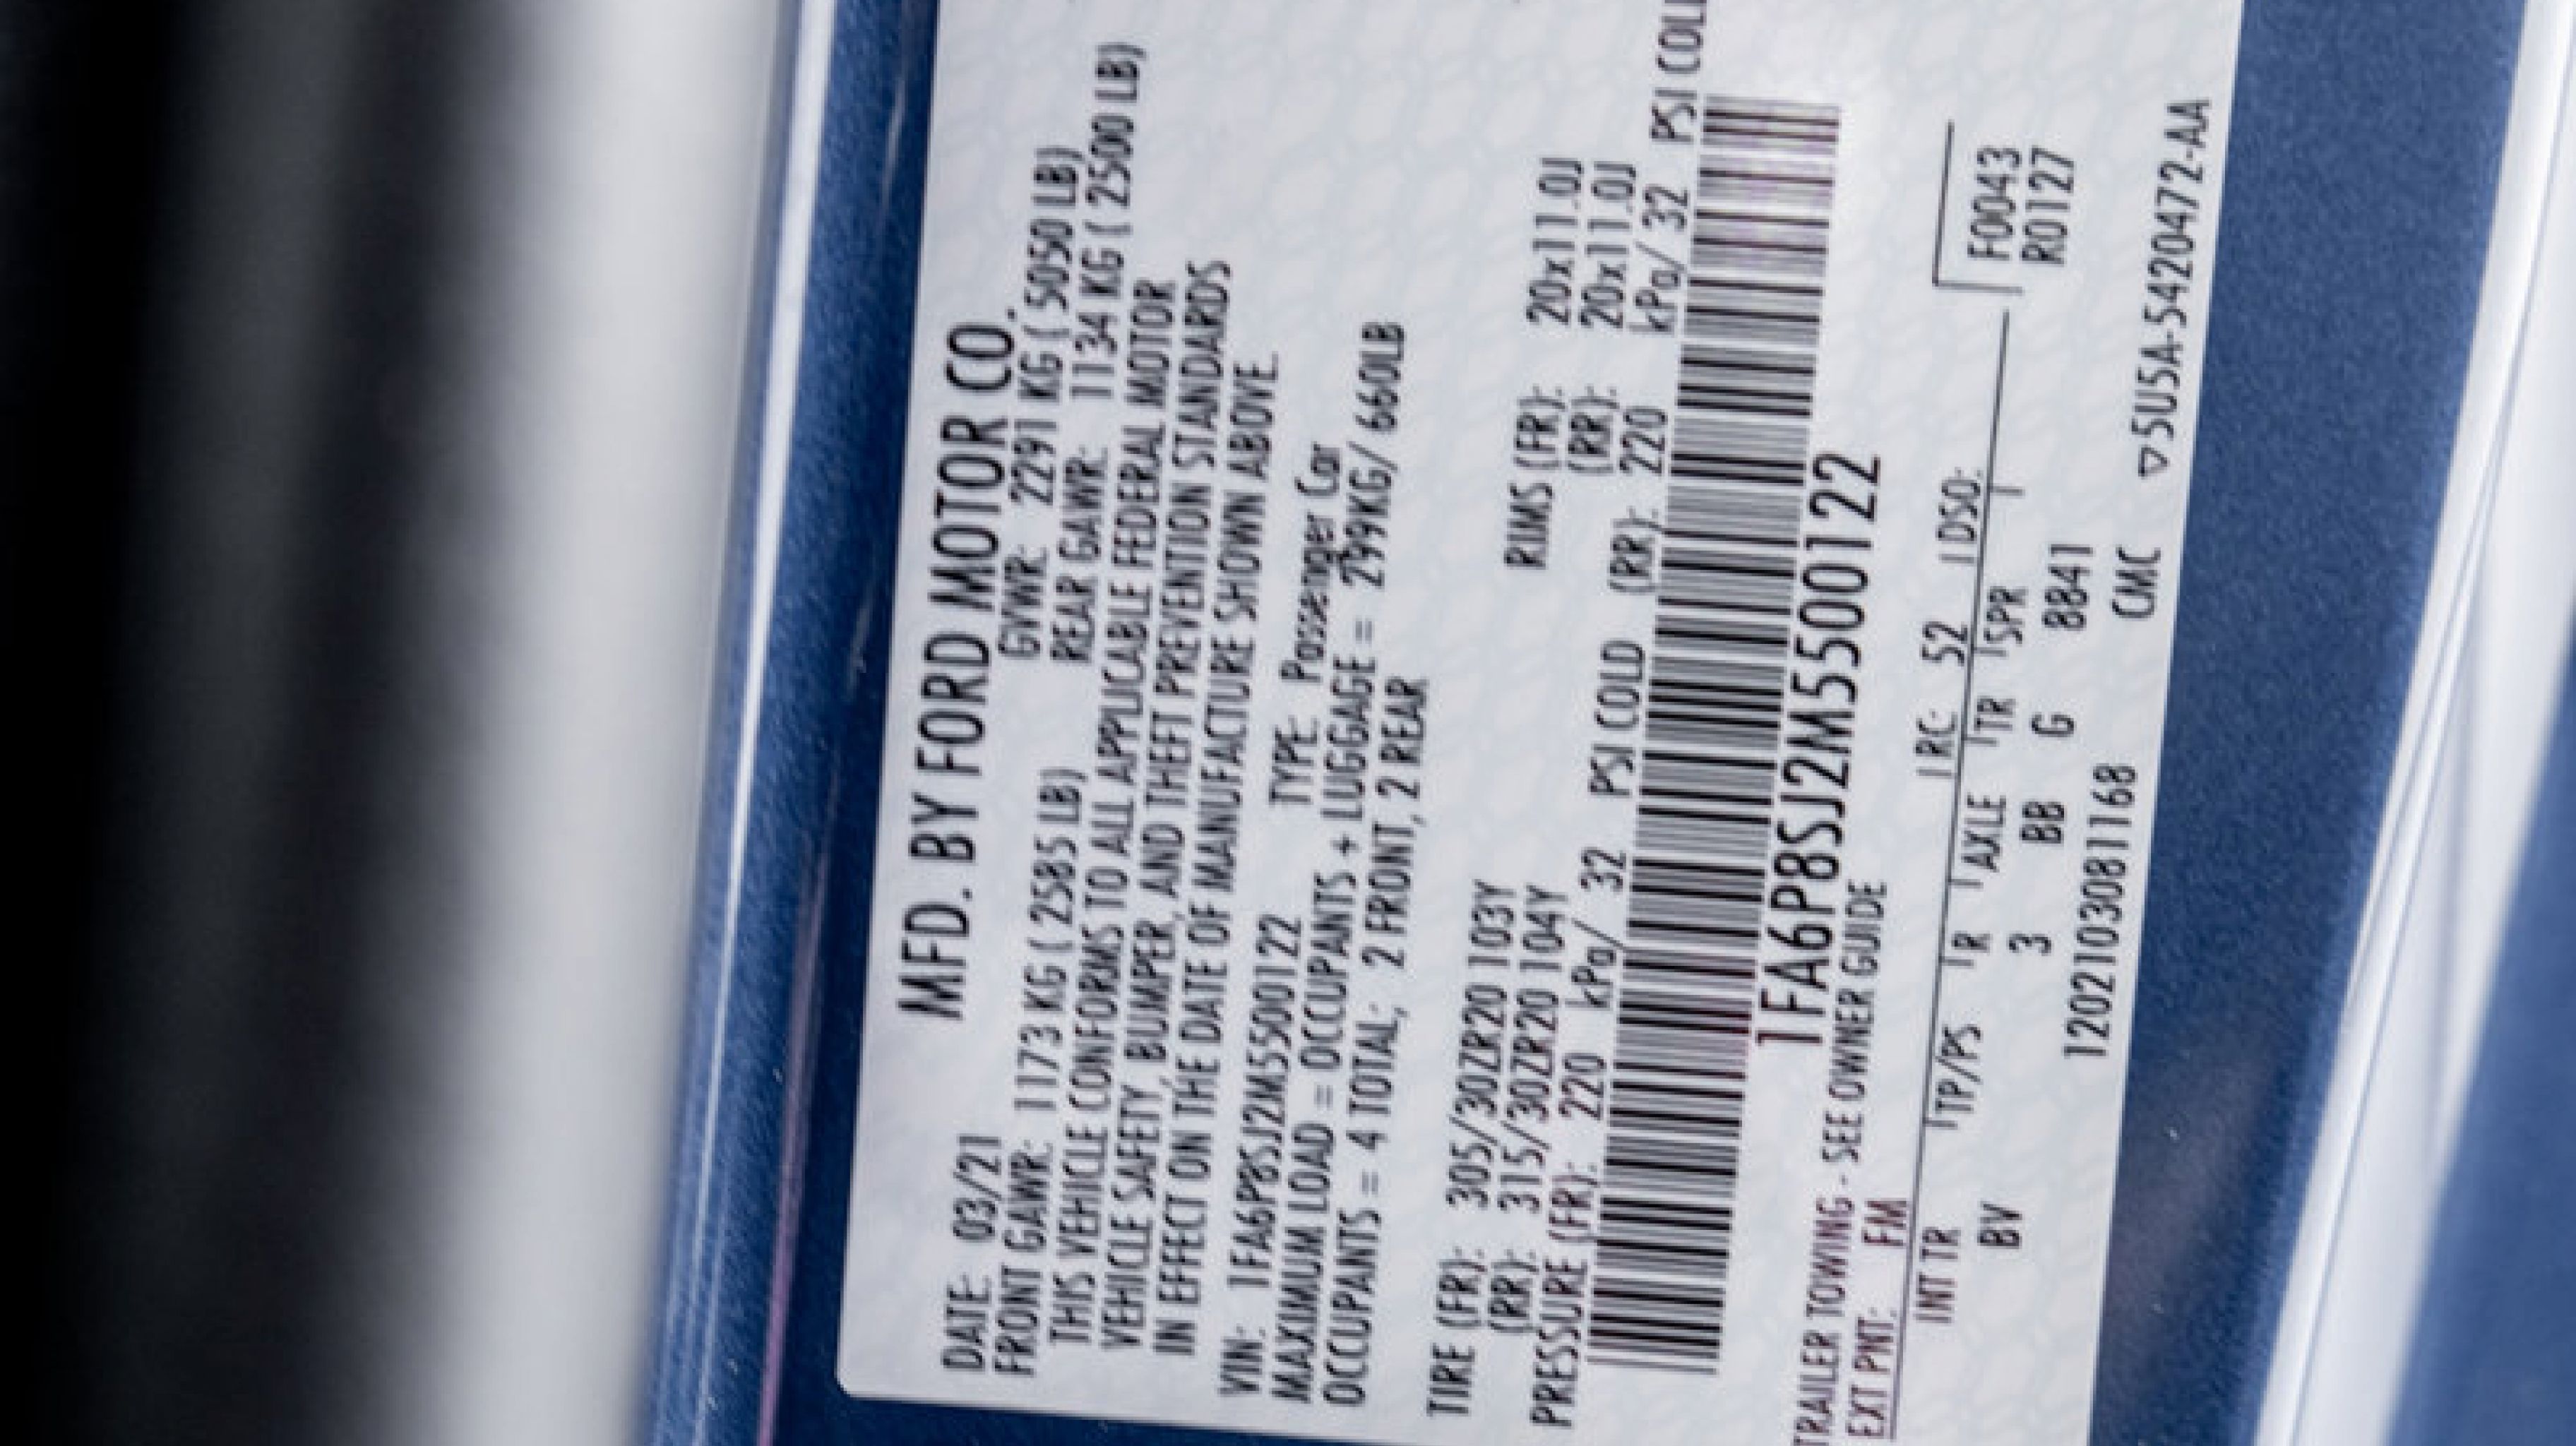 MFD. BY FORD MOTOR CO.
DATE: 03/21 GVWR: 2291 KG ( 5050 LB)
FRONT GAWR: 1173 KG ( 2585 LB) REAR GAWR: 1134 KG ( 2500 LB)
THIS VEHICLE CONFORMS TO ALL APPLICABLE FEDERAL MOTOR
VEHICLE SAFETY, BUMPER, AND THEFT PREVENTION STANDARDS
IN EFFECT ON THE DATE OF MANUFACTURE SHOWN ABOVE.
VIN: 1FA6P8SJ2M5500122 TYPE: Passenger Car
MAXIMUM LOAD = OCCUPANTS + LUGGAGE = 299KG/ 660LB
OCCUPANTS = 4 TOTAL; 2 FRONT, 2 REAR
TIRE (FR): 305/30ZR20 103Y RIMS (FR): 20x11.0J
(RR): 315/30ZR20 104Y (RR): 20x11.0J
PRESSURE (FR): 220 kPa/ 32 PSI COLD (RR): 220 kPa/ 32 PSI COLD
1FA6P8SJ2M5500122
TRAILER TOWING - SEE OWNER GUIDE
EXT PNT: FM RC: 52 DSO:
INT TR TP/PS R AXLE TR SPR F0043
BV 3 BB G 8841 R0127
1202103081168 CMC ▽5U5A-5420472-AA